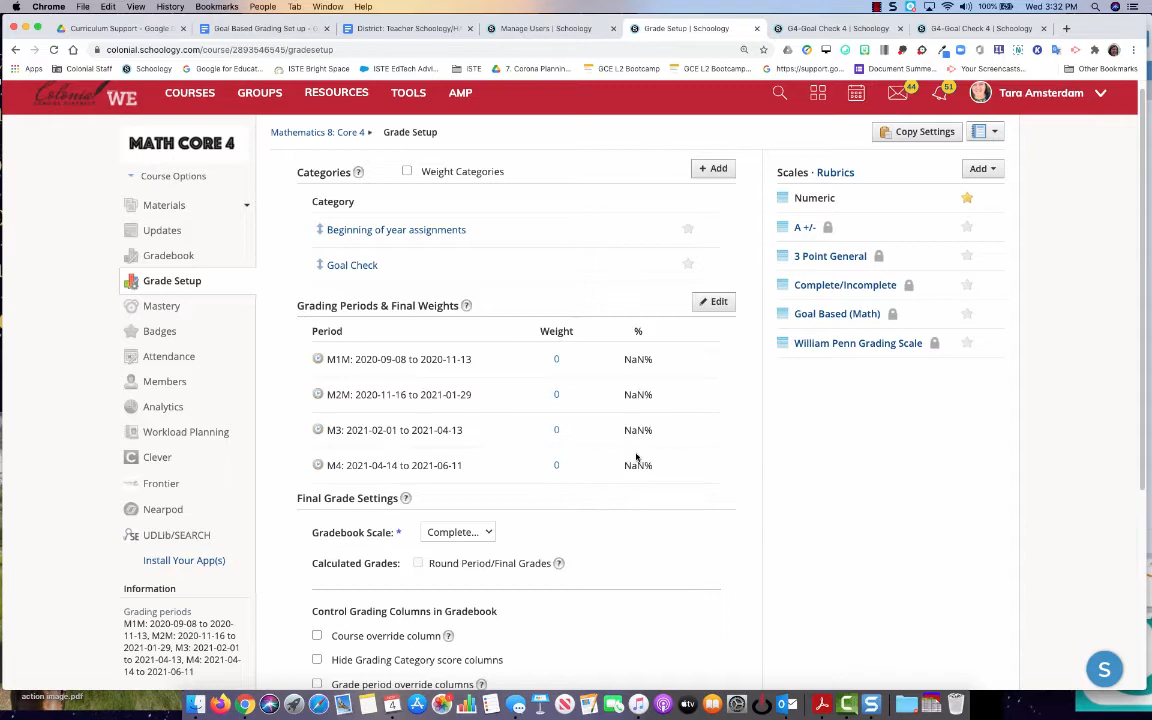 Chrome File Edit View History Bookmarks People Tab Window Help 100% Wed 3:32 PM
Curriculum Support - G Goal Based Grading Set up - G District: Teacher Schoology/HA Manage Users | Schoology Grade Setup | Schoology G4-Goal Check 4 | Schoology G4-Goal Check 4 | Schoology
colonial.schoology.com/course/2893546545/gradesetup
Apps Colonial Staff Schoology Google for Educat... ISTE Bright Space ISTE EdTech Advi... ISTE 7. Corona Planning... GCE L2 Bootcamp... GCE L2 Bootcamp... https://support.go... Document Summe... Your Screencasts... Other Bookmarks
Colonial WE COURSES GROUPS RESOURCES TOOLS AMP 44 51 Tara Amsterdam
MATH CORE 4
Mathematics 8: Core 4 Grade Setup
Copy Settings
Course Options
Materials
Updates
Gradebook
Grade Setup
Mastery
Badges
Attendance
Members
Analytics
Workload Planning
Clever
Frontier
Nearpod
UDLib/SEARCH
Install Your App(s)
Information
Grading periods
M1M: 2020-09-08 to 2020-
11-13, M2M: 2020-11-16 to
2021-01-29, M3: 2021-02-01
to 2021-04-13, M4: 2021-04-
14 to 2021-06-11
Categories ? Weight Categories + Add
Category
Beginning of year assignments
Goal Check
Grading Periods & Final Weights ? Edit
Period Weight %
M1M: 2020-09-08 to 2020-11-13 0 NaN%
M2M: 2020-11-16 to 2021-01-29 0 NaN%
M3: 2021-02-01 to 2021-04-13 0 NaN%
M4: 2021-04-14 to 2021-06-11 0 NaN%
Final Grade Settings ?
Gradebook Scale: * Complete...
Calculated Grades: Round Period/Final Grades ?
Control Grading Columns in Gradebook
Course override column ?
Hide Grading Category score columns
Grade period override columns ?
Scales · Rubrics Add
Numeric
A +/-
3 Point General
Complete/Incomplete
Goal Based (Math)
William Penn Grading Scale
S
action image.pdf